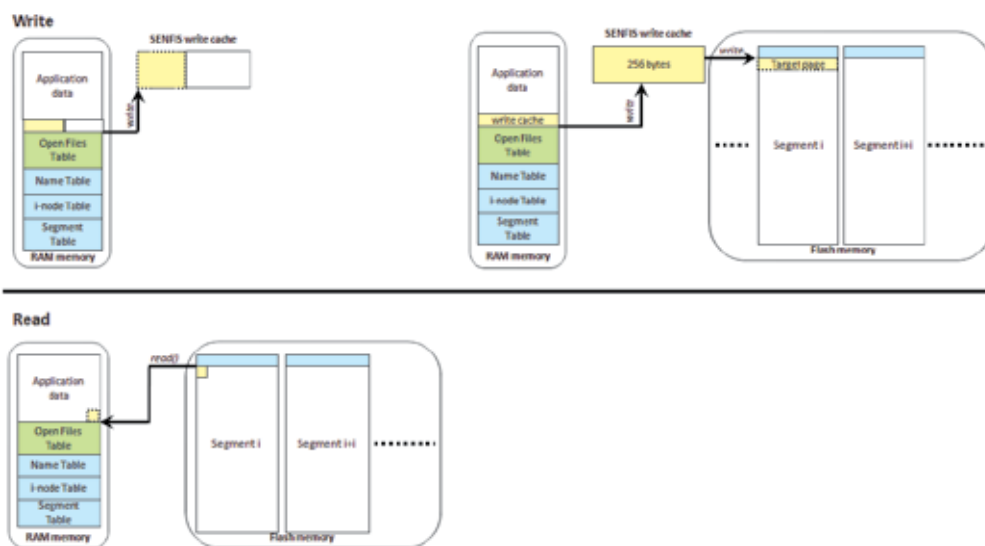 Write
SENFIS write cache
Application
data
write
Open Files
Table
Name Table
i-node Table
Segment
Table
RAM memory
SENFIS write cache
256 bytes
write
Target page
Application
data
write cache
write
Open Files
Table
Name Table
i-node Table
Segment
Table
RAM memory
Segment i
Segment i+i
Flash memory
Read
read()
Application
data
Open Files
Table
Name Table
i-node Table
Segment
Table
RAM memory
Segment i
Segment i+i
Flash memory